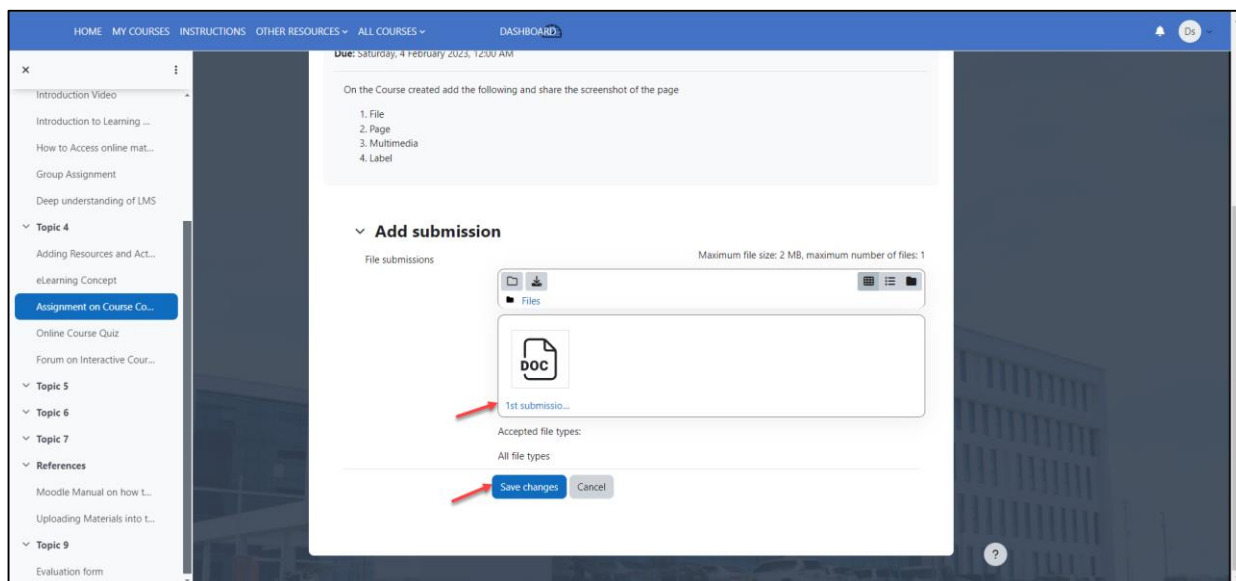 HOME MY COURSES INSTRUCTIONS OTHER RESOURCES ALL COURSES DASHBOARD
Ds
Introduction Video
Introduction to Learning ...
How to Access online mat...
Group Assignment
Deep understanding of LMS
Topic 4
Adding Resources and Act...
eLearning Concept
Assignment on Course Co...
Online Course Quiz
Forum on Interactive Cour...
Topic 5
Topic 6
Topic 7
References
Moodle Manual on how t...
Uploading Materials into t...
Topic 9
Evaluation form
Due: Saturday, 4 February 2023, 12:00 AM
On the Course created add the following and share the screenshot of the page
1. File
2. Page
3. Multimedia
4. Label
Add submission
File submissions
Maximum file size: 2 MB, maximum number of files: 1
Files
DOC
1st submissio...
Accepted file types:
All file types
Save changes Cancel
?